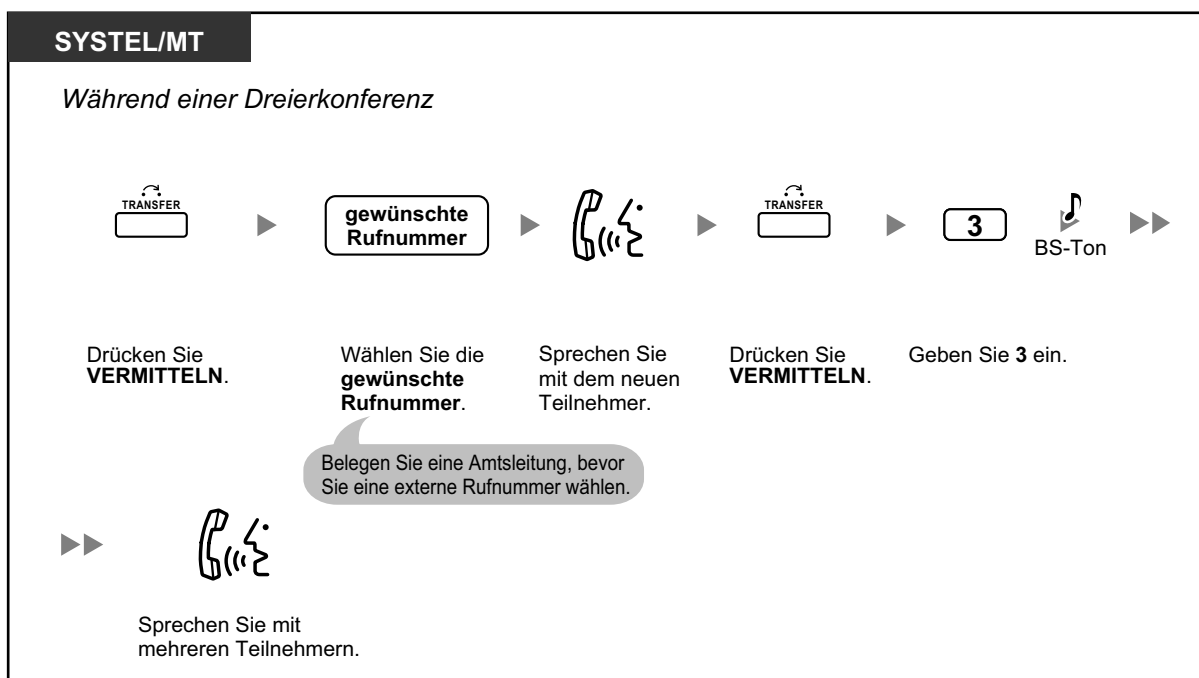 SYSTEL/MT
Während einer Dreierkonferenz
TRANSFER
gewünschte
Rufnummer
TRANSFER
3
BS-Ton
Drücken Sie
VERMITTELN.
Wählen Sie die
gewünschte
Rufnummer.
Sprechen Sie
mit dem neuen
Teilnehmer.
Drücken Sie
VERMITTELN.
Geben Sie 3 ein.
Belegen Sie eine Amtsleitung, bevor
Sie eine externe Rufnummer wählen.
Sprechen Sie mit
mehreren Teilnehmern.